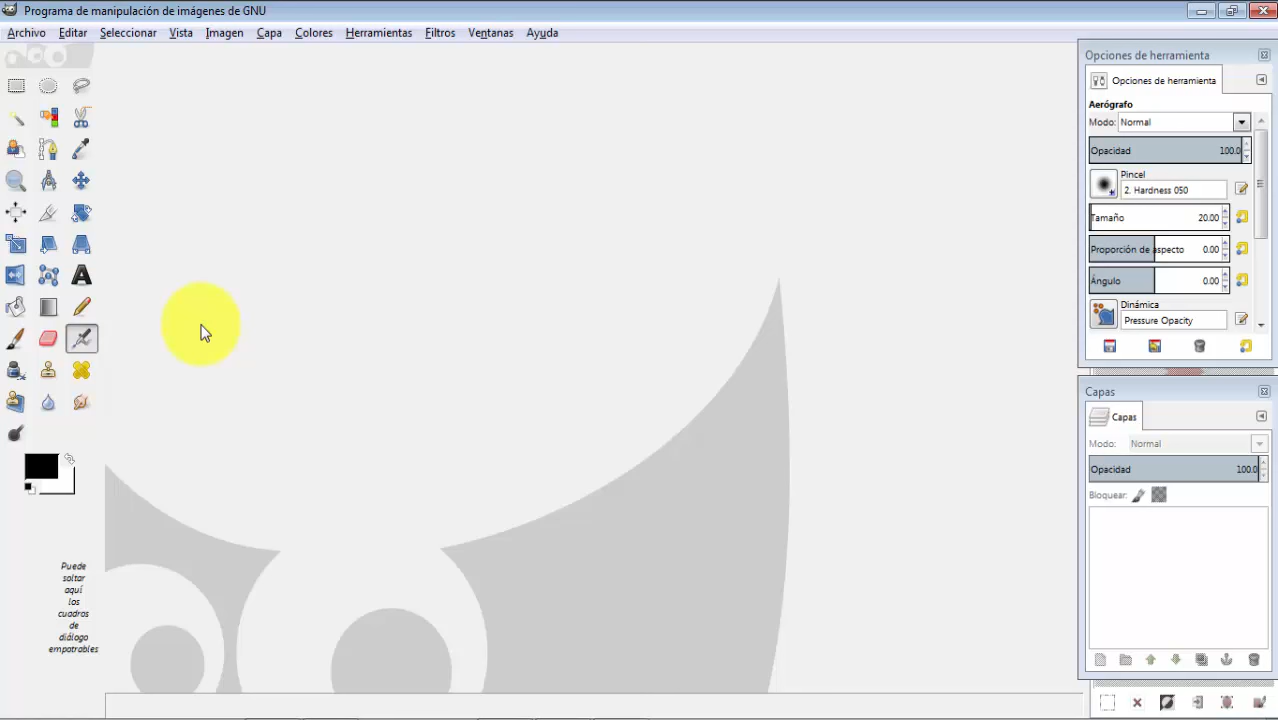 Programa de manipulación de imágenes de GNU
Archivo Editar Seleccionar Vista Imagen Capa Colores Herramientas Filtros Ventanas Ayuda
Opciones de herramienta
Opciones de herramienta
Aerógrafo
Modo: Normal
Opacidad 100.0
Pincel
2. Hardness 050
Tamaño 20.00
Proporción de aspecto 0.00
Ángulo 0.00
Dinámica
Pressure Opacity
Capas
Capas
Modo: Normal
Opacidad 100.0
Bloquear:
Puede
soltar
aquí
los
cuadros
de
diálogo
empotrables